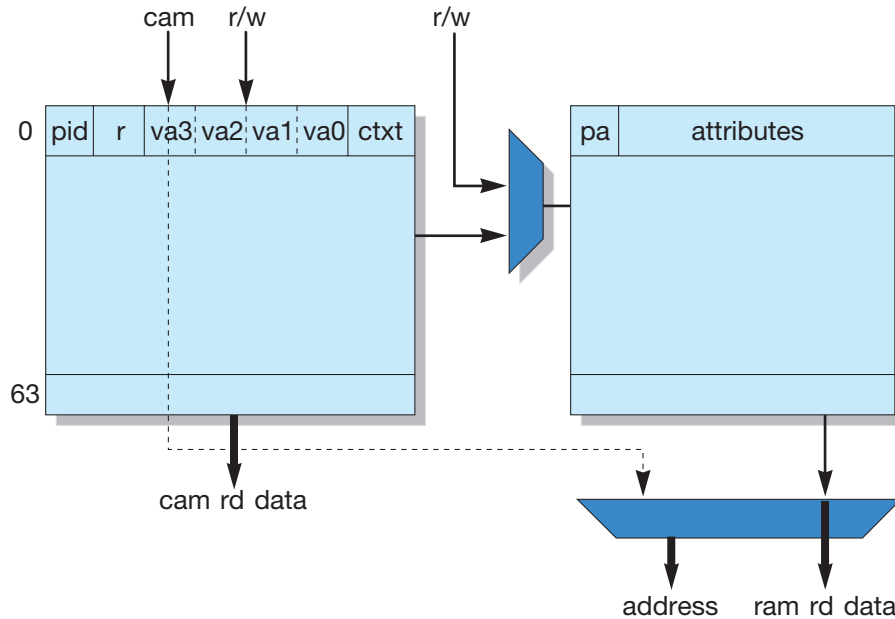 cam r/w r/w
0 pid r va3 va2 va1 va0 ctxt pa attributes
63
cam rd data
address ram rd data